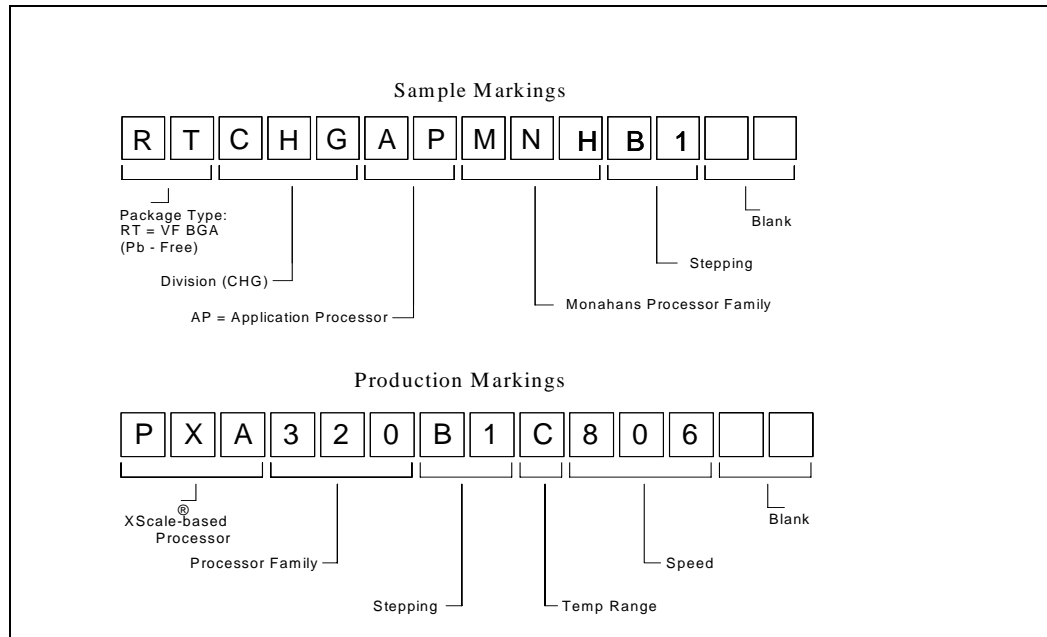 Sample Markings
R T C H G A P M N H B 1
Package Type:
RT = VF BGA
(Pb - Free)
Blank
Stepping
Division (CHG)
Monahans Processor Family
AP = Application Processor
Production Markings
P X A 3 2 0 B 1 C 8 0 6
®
XScale-based
Processor
Blank
Processor Family
Speed
Stepping
Temp Range